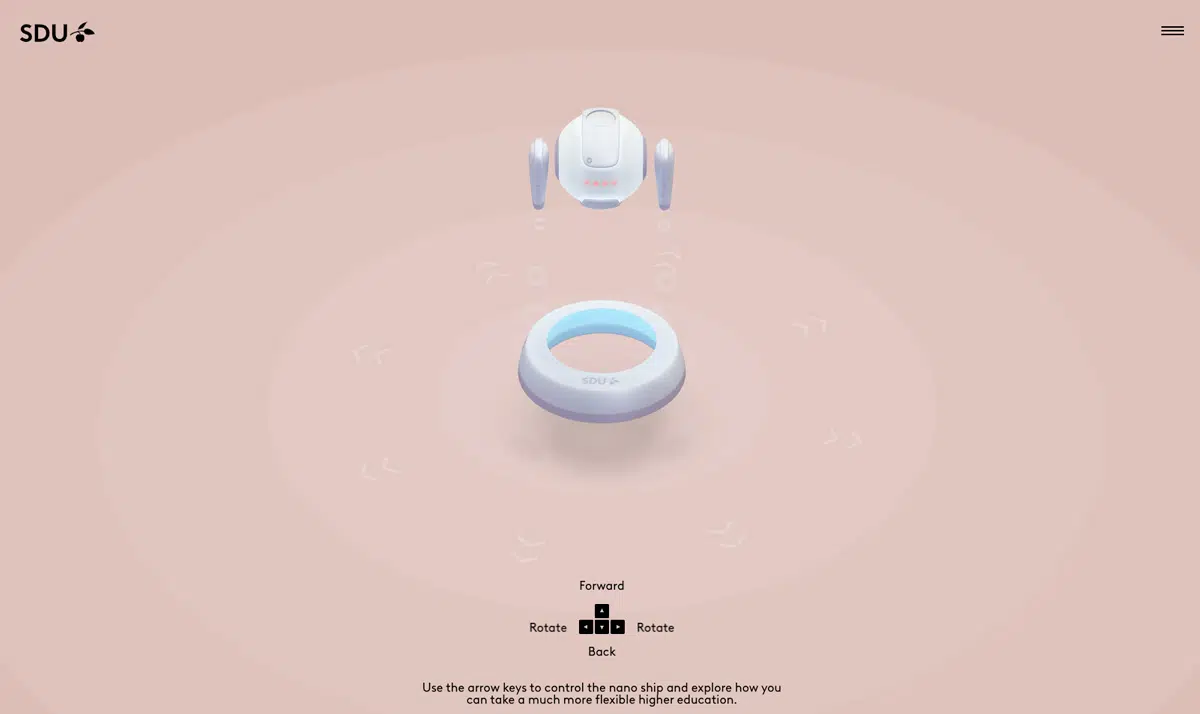 SDU
SDU
Forward
Rotate
Rotate
Back
Use the arrow keys to control the nano ship and explore how you
can take a much more flexible higher education.